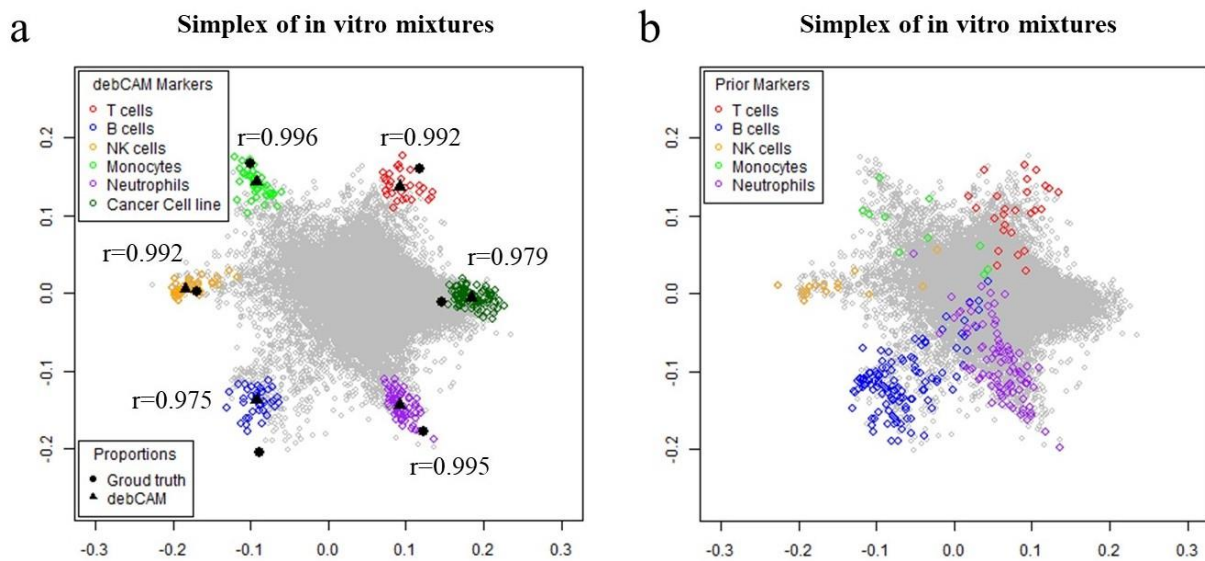 a
Simplex of in vitro mixtures
debCAM Markers
T cells
B cells
NK cells
Monocytes
Neutrophils
Cancer Cell line
r=0.996
r=0.992
r=0.992
r=0.979
r=0.975
r=0.995
Proportions
Groud truth
debCAM
0.2
0.1
0.0
-0.1
-0.2
-0.3
-0.2
-0.1
0.0
0.1
0.2
0.3
b
Simplex of in vitro mixtures
Prior Markers
T cells
B cells
NK cells
Monocytes
Neutrophils
0.2
0.1
0.0
-0.1
-0.2
-0.3
-0.2
-0.1
0.0
0.1
0.2
0.3